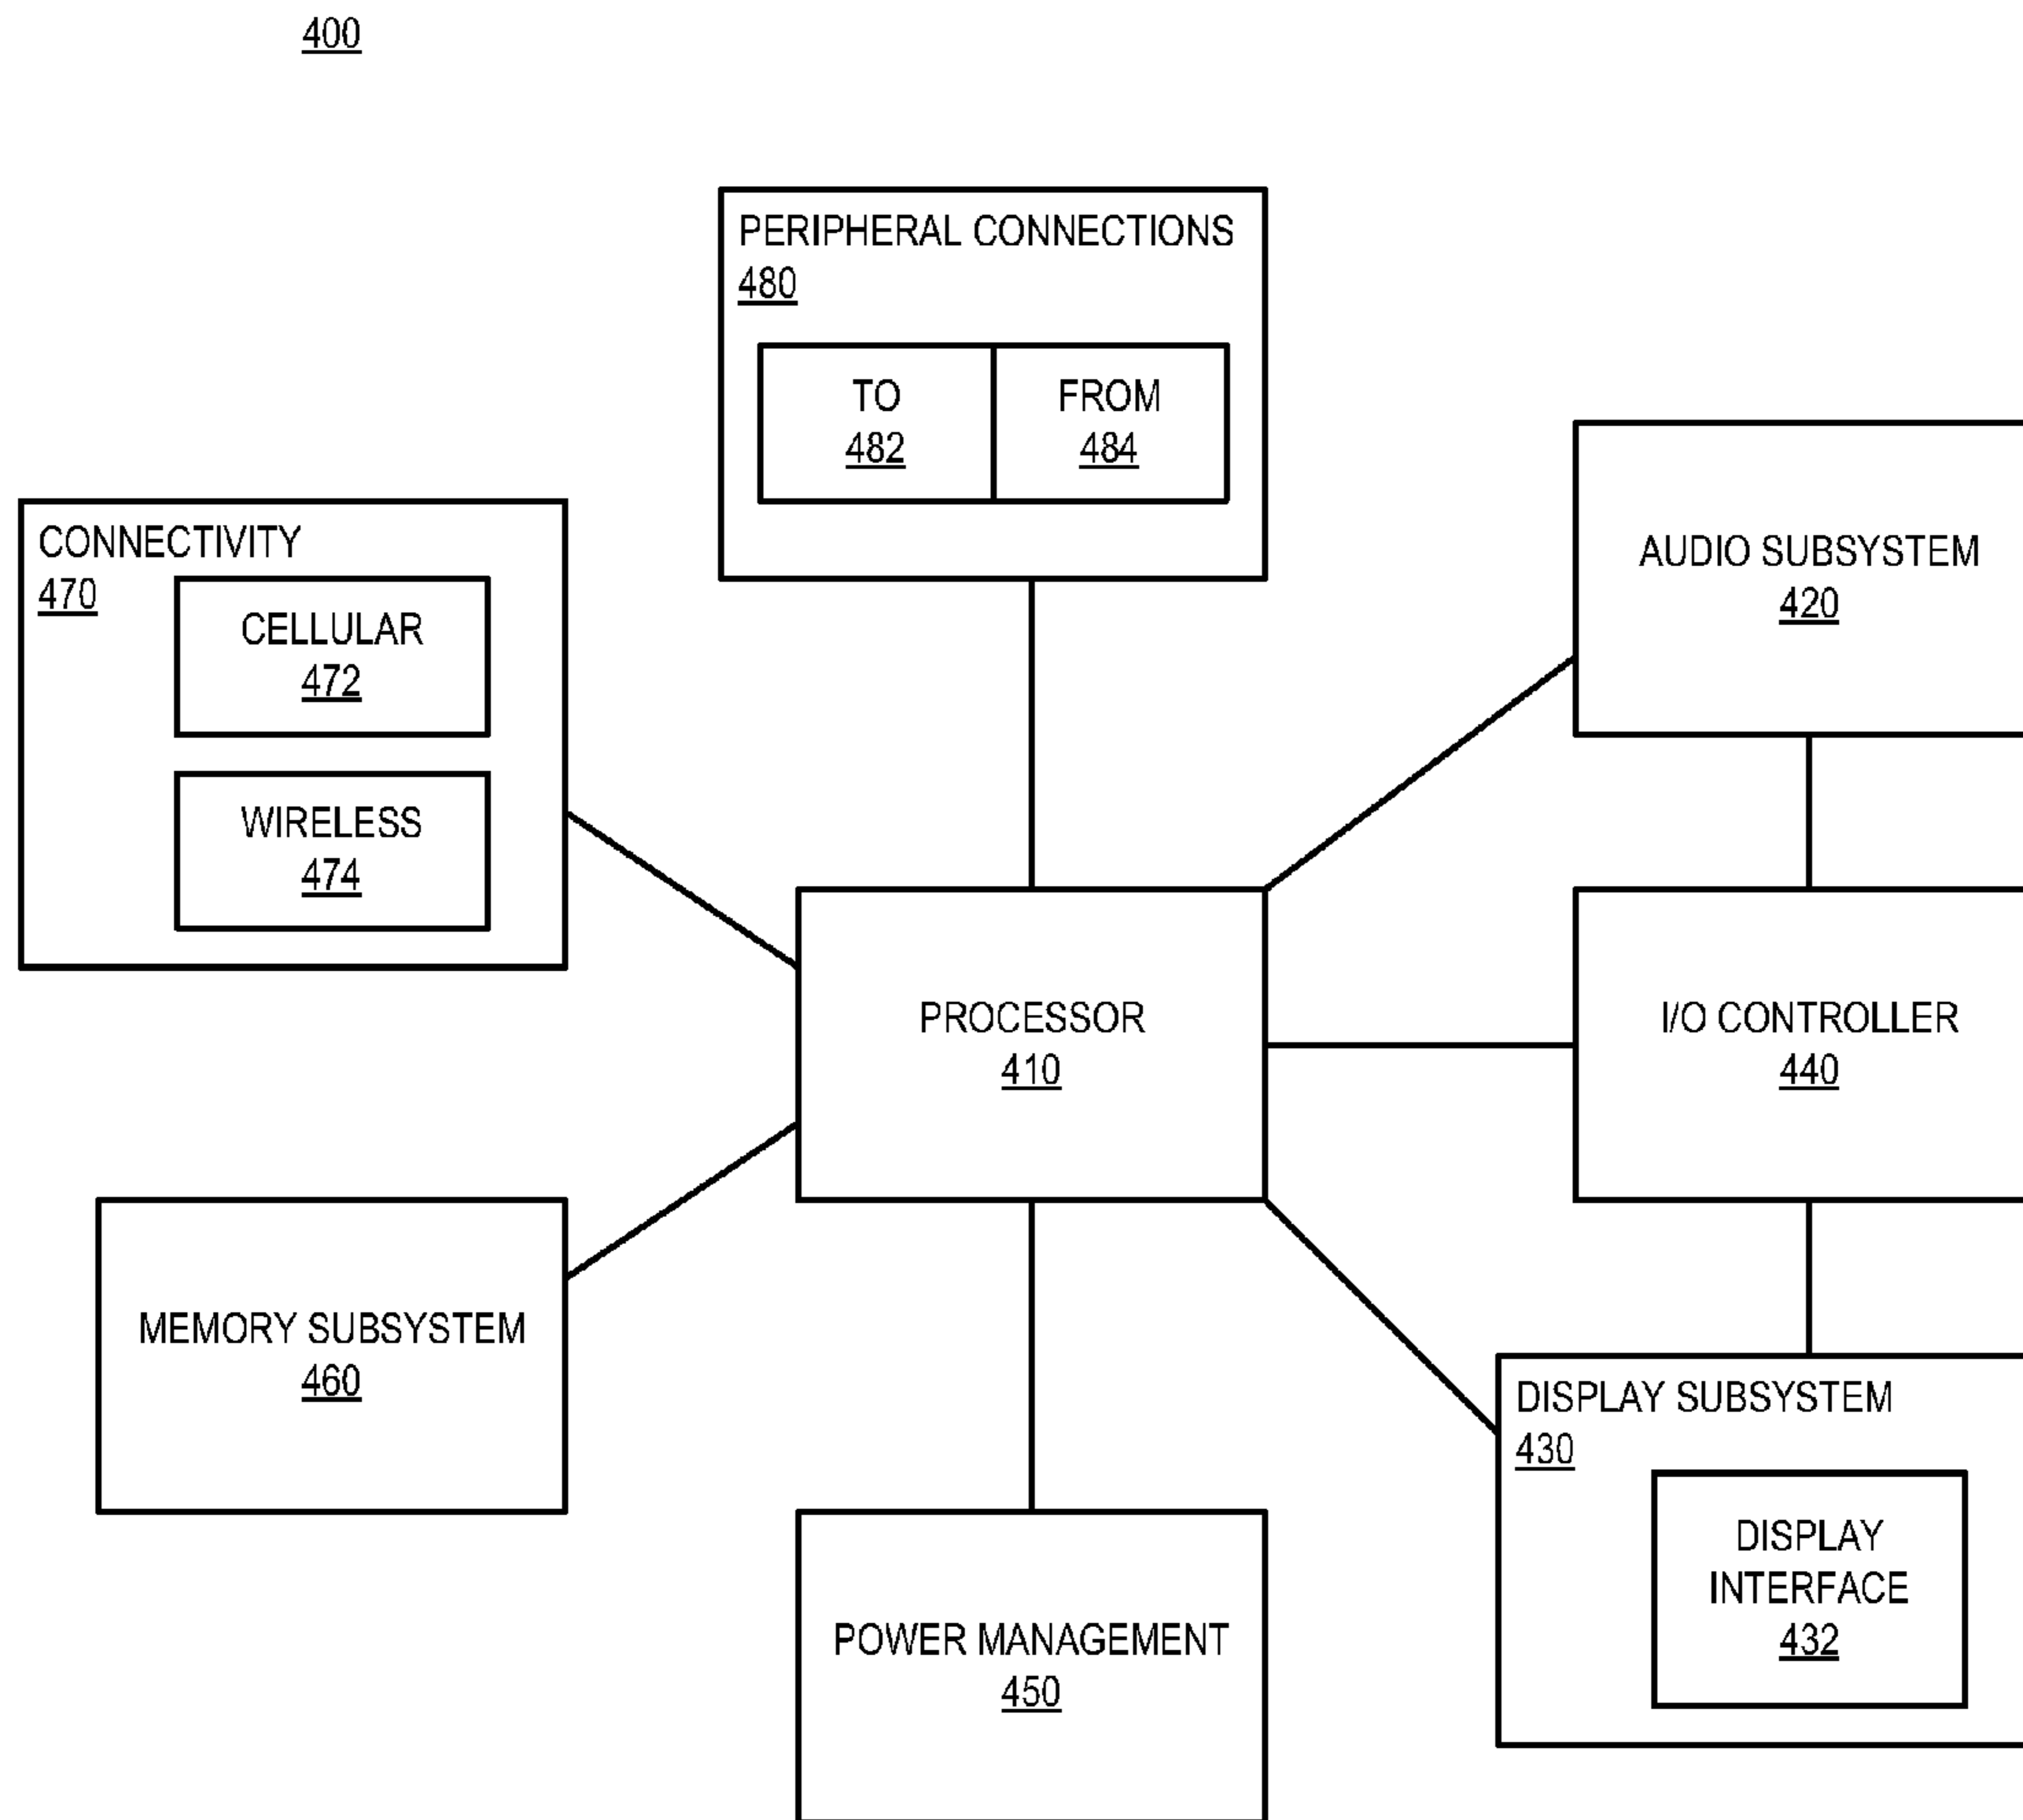 400
PERIPHERAL CONNECTIONS
480
TO
482
FROM
484
AUDIO SUBSYSTEM
420
CONNECTIVITY
470
CELLULAR
472
WIRELESS
474
PROCESSOR
410
I/O CONTROLLER
440
MEMORY SUBSYSTEM
460
DISPLAY SUBSYSTEM
430
DISPLAY
INTERFACE
432
POWER MANAGEMENT
450